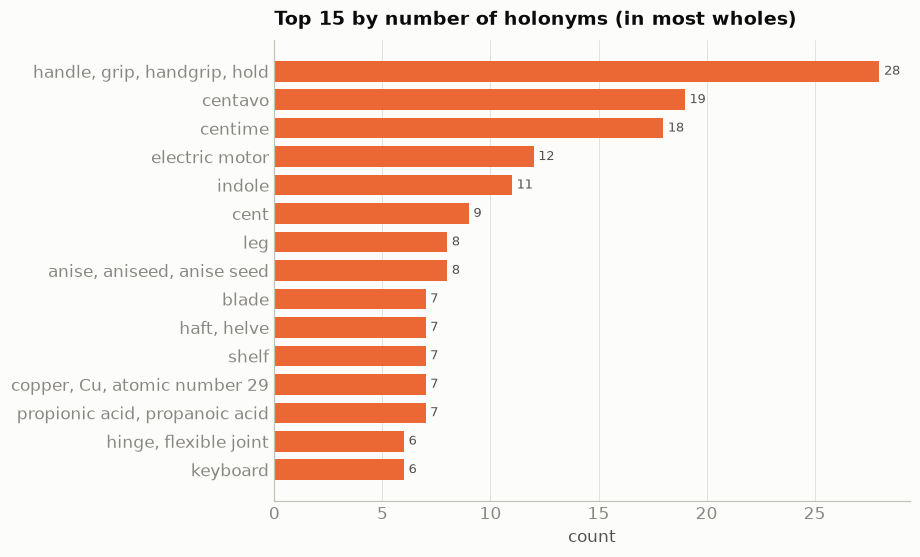 Top 15 by number of holonyms (in most wholes)
handle, grip, handgrip, hold 28
centavo 19
centime 18
electric motor 12
indole 11
cent 9
leg 8
anise, aniseed, anise seed 8
blade 7
haft, helve 7
shelf 7
copper, Cu, atomic number 29 7
propionic acid, propanoic acid 7
hinge, flexible joint 6
keyboard 6
0 5 10 15 20 25
count